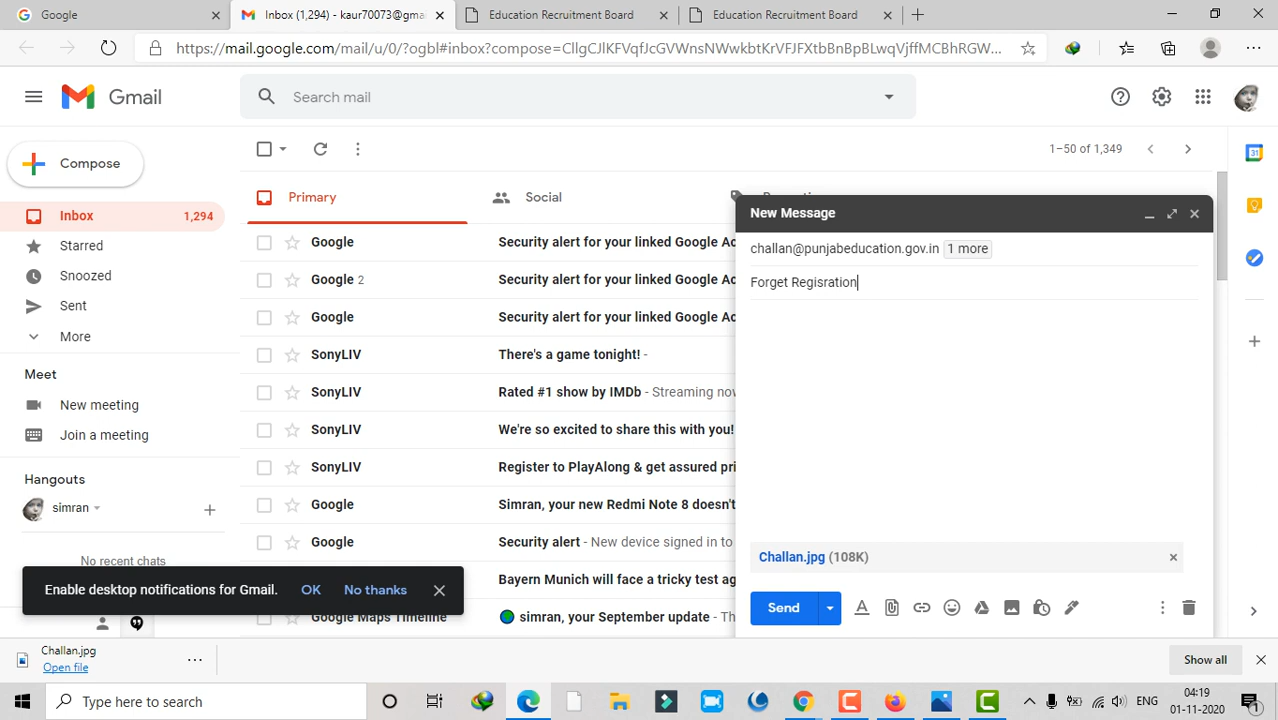 Google
Inbox (1,294) - kaur70073@gma
Education Recruitment Board
Education Recruitment Board
https://mail.google.com/mail/u/0/?ogbl#inbox?compose=CllgCJlKFVqfJcGVWnsNWwkbtKrVFJFXtbBnBpBLwqVjffMCBhRGW...
Gmail
Search mail
Compose
1–50 of 1,349
Inbox 1,294
Starred
Snoozed
Sent
More
Meet
New meeting
Join a meeting
Hangouts
simran
No recent chats
Primary
Social
Google Security alert for your linked Google Ac
Google 2 Security alert for your linked Google Ac
Google Security alert for your linked Google Ac
SonyLIV There's a game tonight! -
SonyLIV Rated #1 show by IMDb - Streaming now
SonyLIV We're so excited to share this with you!
SonyLIV Register to PlayAlong & get assured pri
Google Simran, your new Redmi Note 8 doesn't
Google Security alert - New device signed in to
Bayern Munich will face a tricky test ag
Google Maps Timeline simran, your September update -
Enable desktop notifications for Gmail. OK No thanks
New Message
challan@punjabeducation.gov.in 1 more
Forget Regisration
Challan.jpg (108K)
Send
Challan.jpg
Open file
Show all
Type here to search
ENG
04:19
01-11-2020
31
1